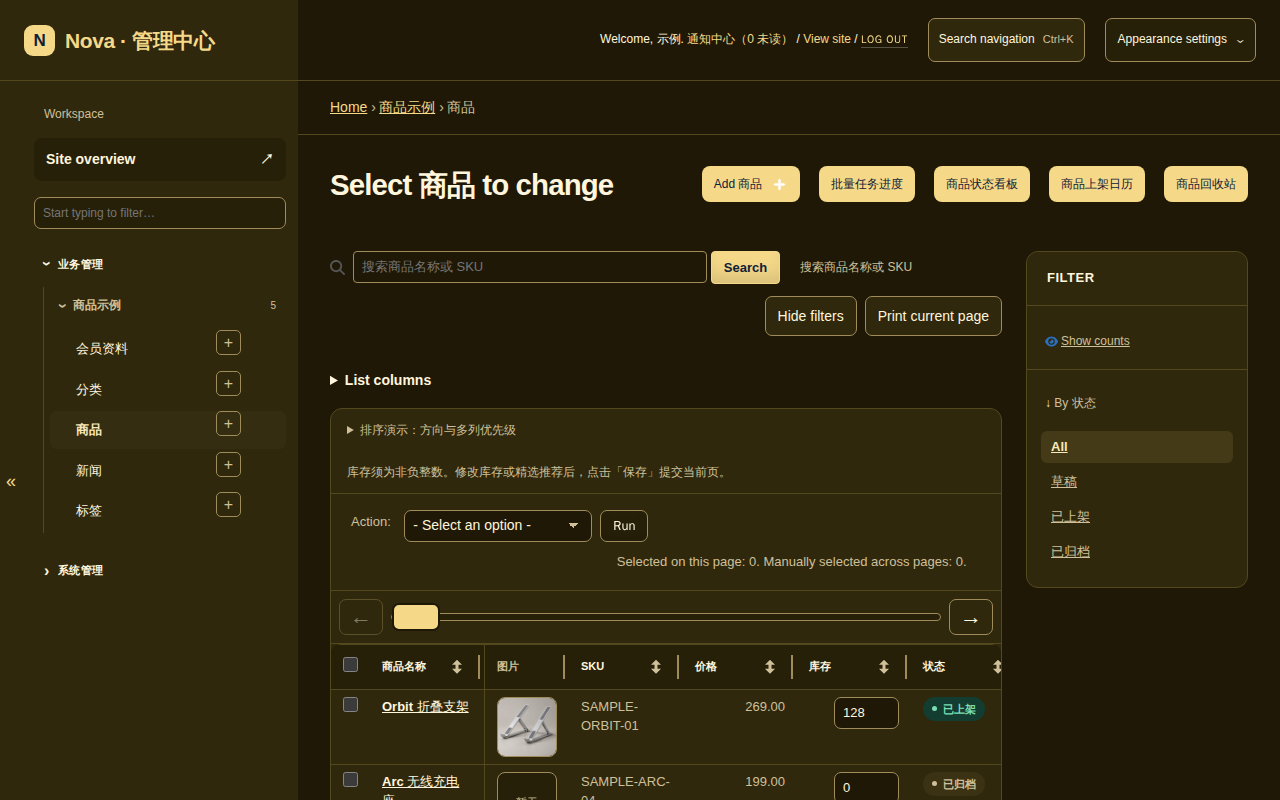 N Nova · 管理中心
Welcome, 示例. 通知中心（0 未读） / View site / LOG OUT
Search navigation Ctrl+K
Appearance settings
Workspace
Site overview ↗
Start typing to filter…
业务管理
商品示例 5
会员资料 +
分类 +
商品 +
新闻 +
标签 +
系统管理
«
Home › 商品示例 › 商品
Select 商品 to change
Add 商品 +
批量任务进度
商品状态看板
商品上架日历
商品回收站
搜索商品名称或 SKU
Search
搜索商品名称或 SKU
Hide filters
Print current page
List columns
排序演示：方向与多列优先级
库存须为非负整数。修改库存或精选推荐后，点击「保存」提交当前页。
Action: - Select an option - Run
Selected on this page: 0. Manually selected across pages: 0.
← →
商品名称 图片 SKU 价格 库存 状态
Orbit 折叠支架 SAMPLE-ORBIT-01 269.00 128 已上架
Arc 无线充电座 暂无 SAMPLE-ARC-04 199.00 0 已归档
FILTER
Show counts
↓ By 状态
All
草稿
已上架
已归档